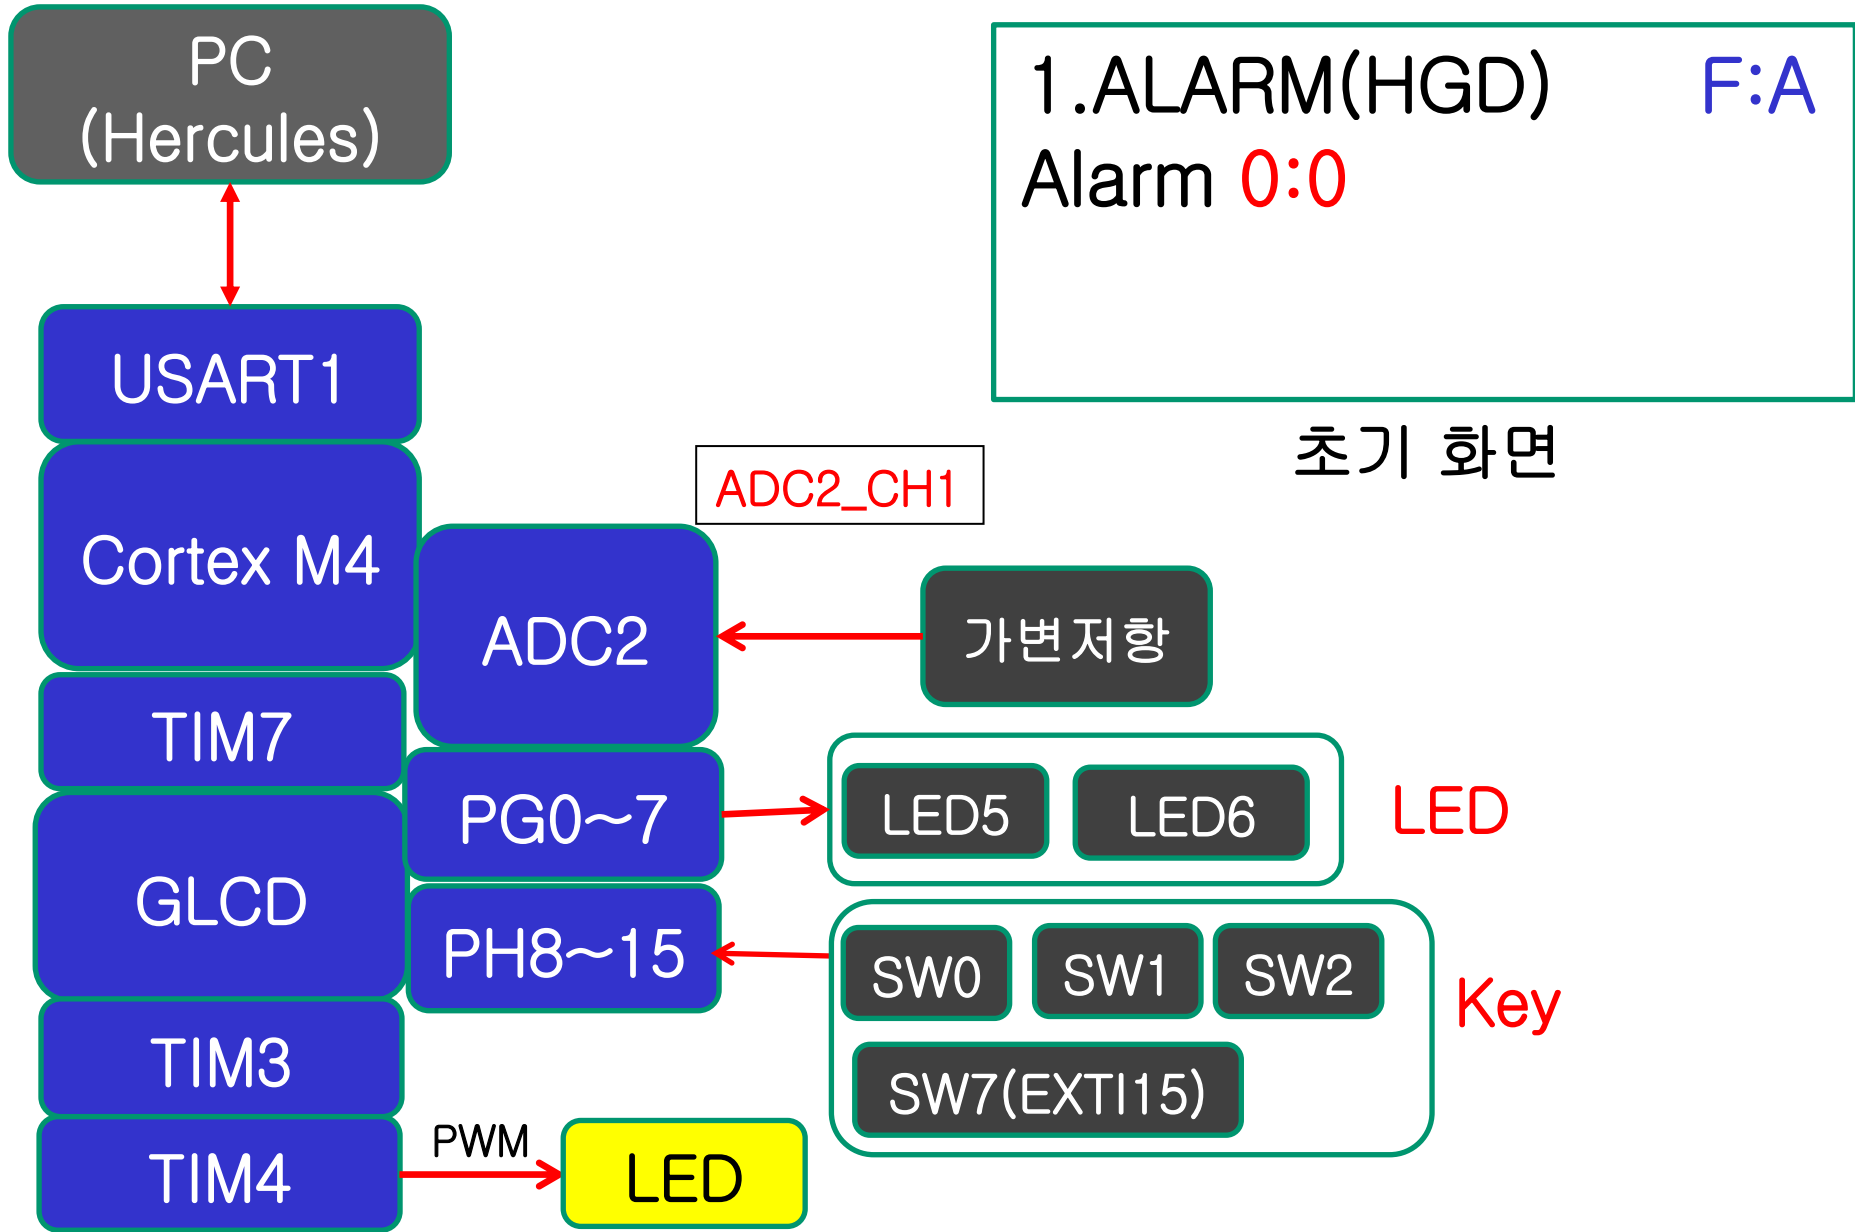 PC
(Hercules)
1.ALARM(HGD) F:A
Alarm 0:0
초기 화면
USART1
Cortex M4
ADC2_CH1
ADC2
가변저항
TIM7
PG0~7
LED5 LED6
LED
GLCD
PH8~15
SW0 SW1 SW2
Key
SW7(EXTI15)
TIM3
TIM4
PWM
LED